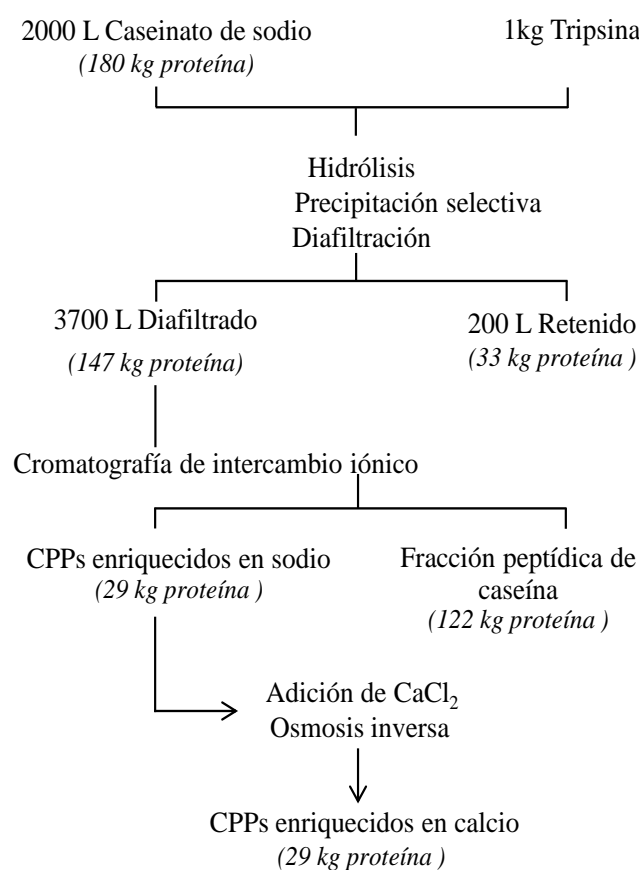 2000 L Caseinato de sodio
(180 kg proteína)
1kg Tripsina
Hidrólisis
Precipitación selectiva
Diafiltración
3700 L Diafiltrado
(147 kg proteína)
200 L Retenido
(33 kg proteína )
Cromatografía de intercambio iónico
CPPs enriquecidos en sodio
(29 kg proteína )
Fracción peptídica de
caseína
(122 kg proteína )
Adición de CaCl₂
Osmosis inversa
CPPs enriquecidos en calcio
(29 kg proteína )